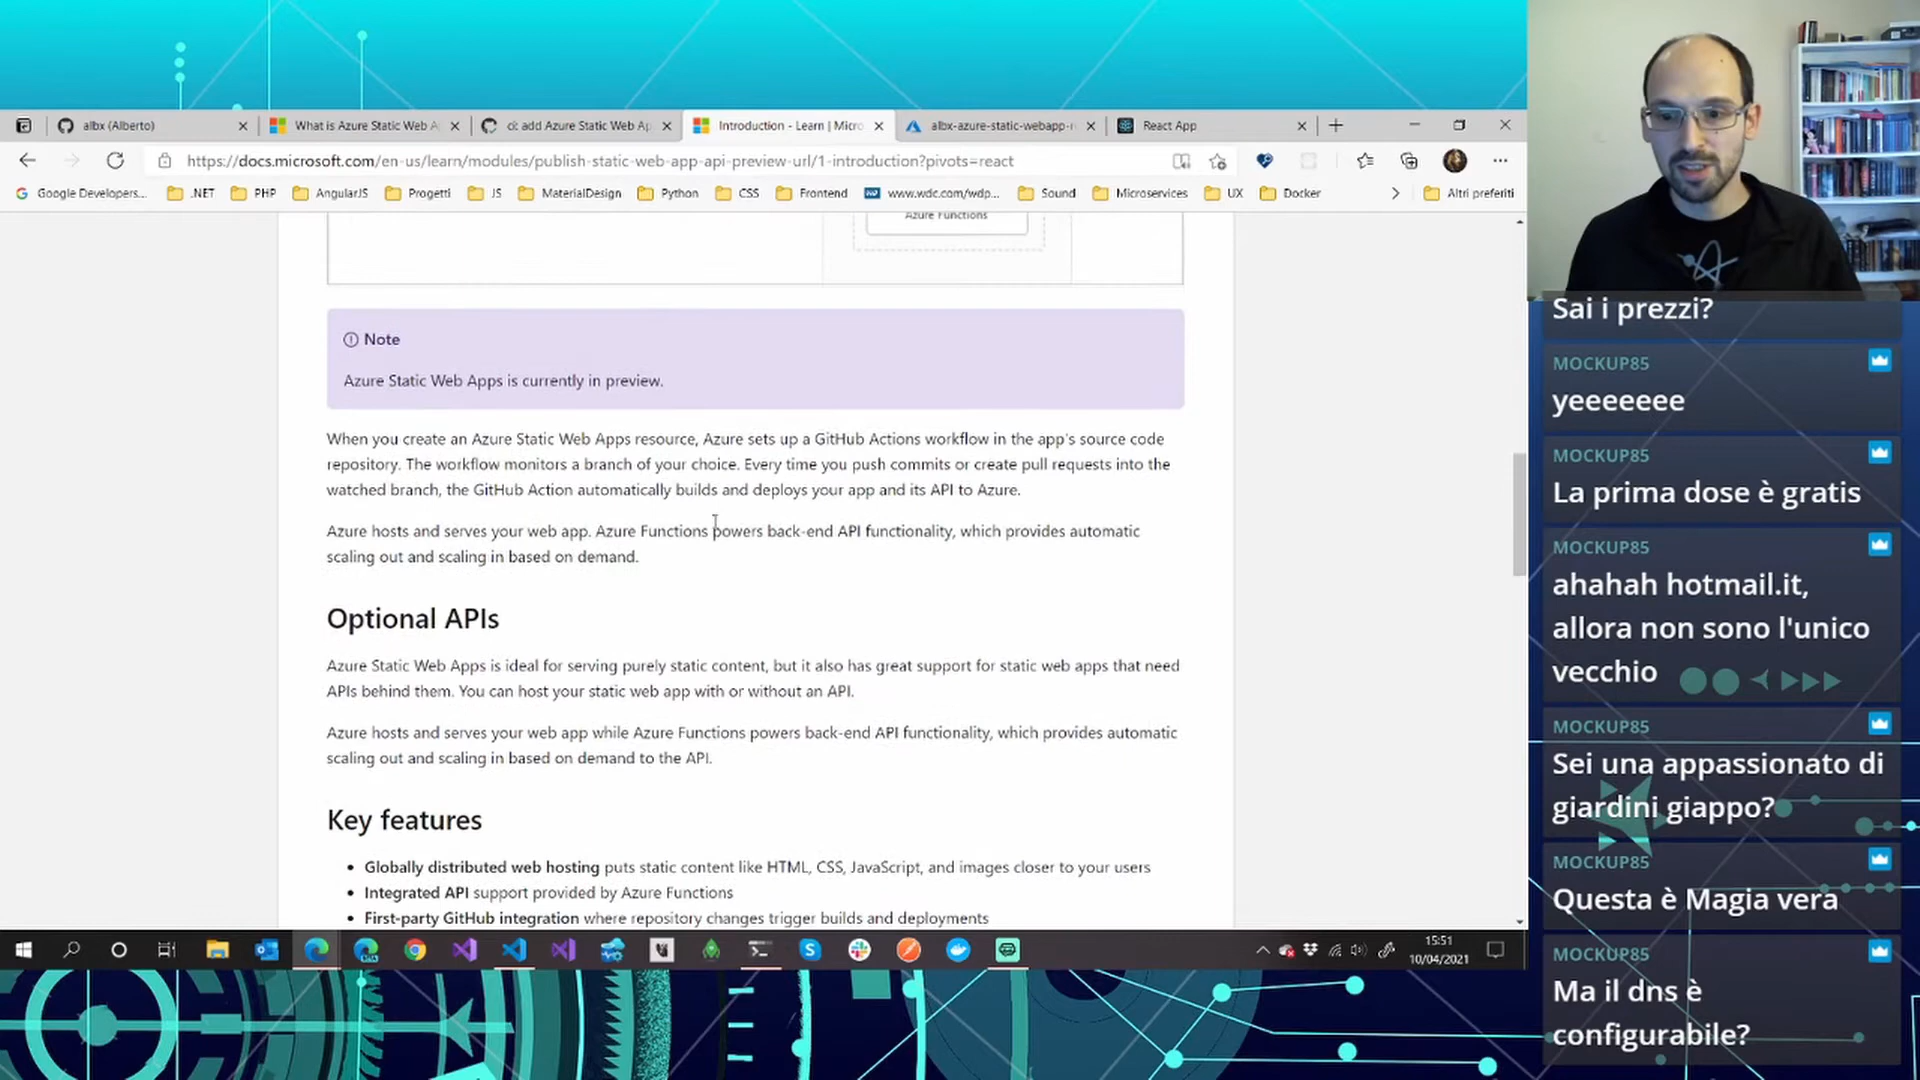 albx (Alberto)
What is Azure Static Web A
ci: add Azure Static Web Ap
Introduction - Learn | Micro
albx-azure-static-webapp-r
React App
https://docs.microsoft.com/en-us/learn/modules/publish-static-web-app-api-preview-url/1-introduction?pivots=react
Google Developers...
.NET
PHP
AngularJS
Progetti
JS
MaterialDesign
Python
CSS
Frontend
www.wdc.com/wdp...
Sound
Microservices
UX
Docker
Altri preferiti
Azure Functions
Note
Azure Static Web Apps is currently in preview.
When you create an Azure Static Web Apps resource, Azure sets up a GitHub Actions workflow in the app's source code
repository. The workflow monitors a branch of your choice. Every time you push commits or create pull requests into the
watched branch, the GitHub Action automatically builds and deploys your app and its API to Azure.
Azure hosts and serves your web app. Azure Functions powers back-end API functionality, which provides automatic
scaling out and scaling in based on demand.
Optional APIs
Azure Static Web Apps is ideal for serving purely static content, but it also has great support for static web apps that need
APIs behind them. You can host your static web app with or without an API.
Azure hosts and serves your web app while Azure Functions powers back-end API functionality, which provides automatic
scaling out and scaling in based on demand to the API.
Key features
• Globally distributed web hosting puts static content like HTML, CSS, JavaScript, and images closer to your users
• Integrated API support provided by Azure Functions
• First-party GitHub integration where repository changes trigger builds and deployments
15:51
10/04/2021
Sai i prezzi?
MOCKUP85
yeeeeeee
MOCKUP85
La prima dose è gratis
MOCKUP85
ahahah hotmail.it,
allora non sono l'unico
vecchio
MOCKUP85
Sei una appassionato di
giardini giappo?
MOCKUP85
Questa è Magia vera
MOCKUP85
Ma il dns è
configurabile?